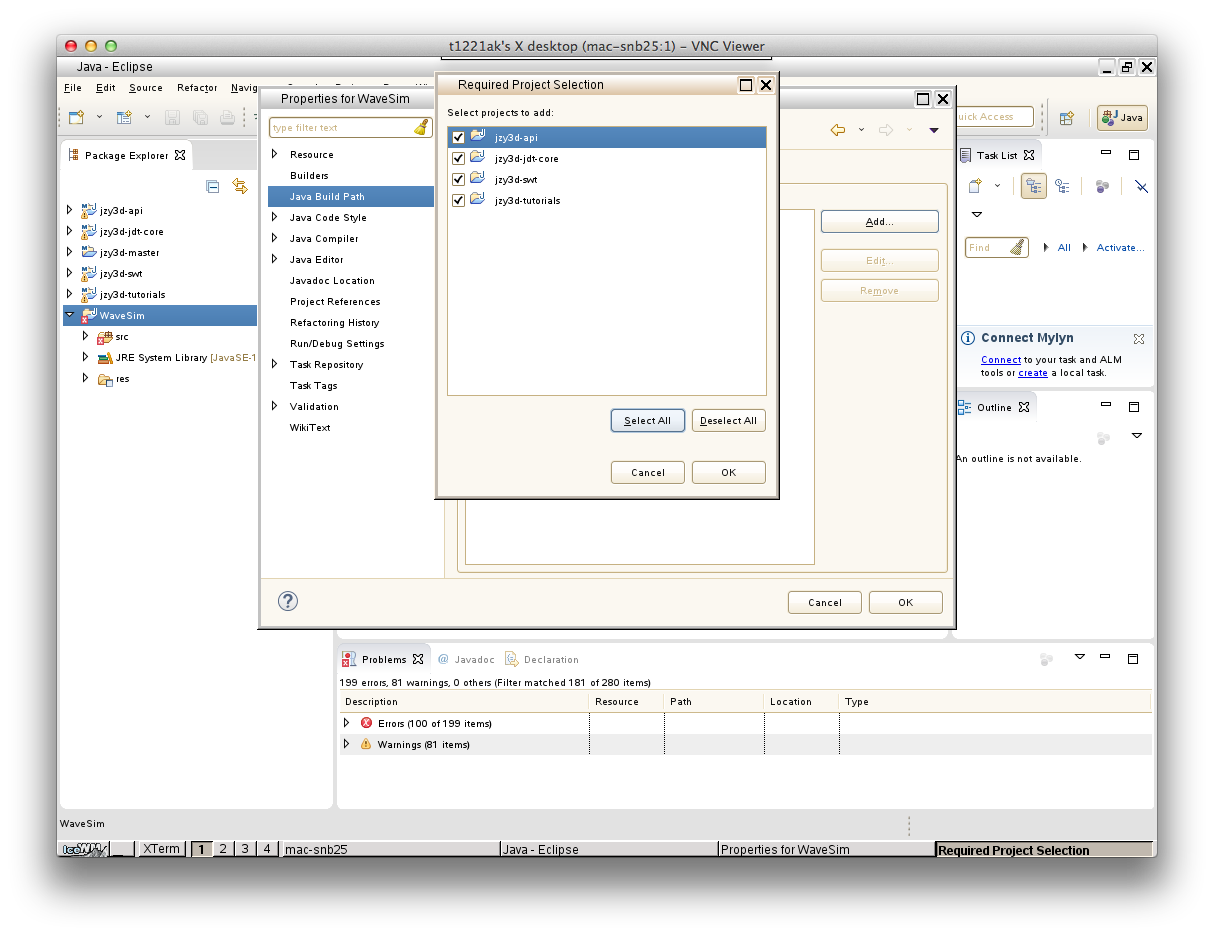 t1221ak's X desktop (mac-snb25:1) – VNC Viewer
Java - Eclipse
File Edit Source Refactor Navig
Quick Access
Java
Package Explorer
jzy3d-api
jzy3d-jdt-core
jzy3d-master
jzy3d-swt
jzy3d-tutorials
WaveSim
src
JRE System Library [JavaSE-1
res
Properties for WaveSim
type filter text
Resource
Builders
Java Build Path
Java Code Style
Java Compiler
Java Editor
Javadoc Location
Project References
Refactoring History
Run/Debug Settings
Task Repository
Task Tags
Validation
WikiText
Required Project Selection
Select projects to add:
jzy3d-api
jzy3d-jdt-core
jzy3d-swt
jzy3d-tutorials
Select All Deselect All
Cancel OK
Add...
Edit...
Remove
Cancel OK
Task List
Find All Activate...
Connect Mylyn
Connect to your task and ALM
tools or create a local task.
Outline
An outline is not available.
Problems @ Javadoc Declaration
199 errors, 81 warnings, 0 others (Filter matched 181 of 280 items)
Description Resource Path Location Type
Errors (100 of 199 items)
Warnings (81 items)
WaveSim
IceWM XTerm 1 2 3 4 mac-snb25 Java - Eclipse Properties for WaveSim Required Project Selection